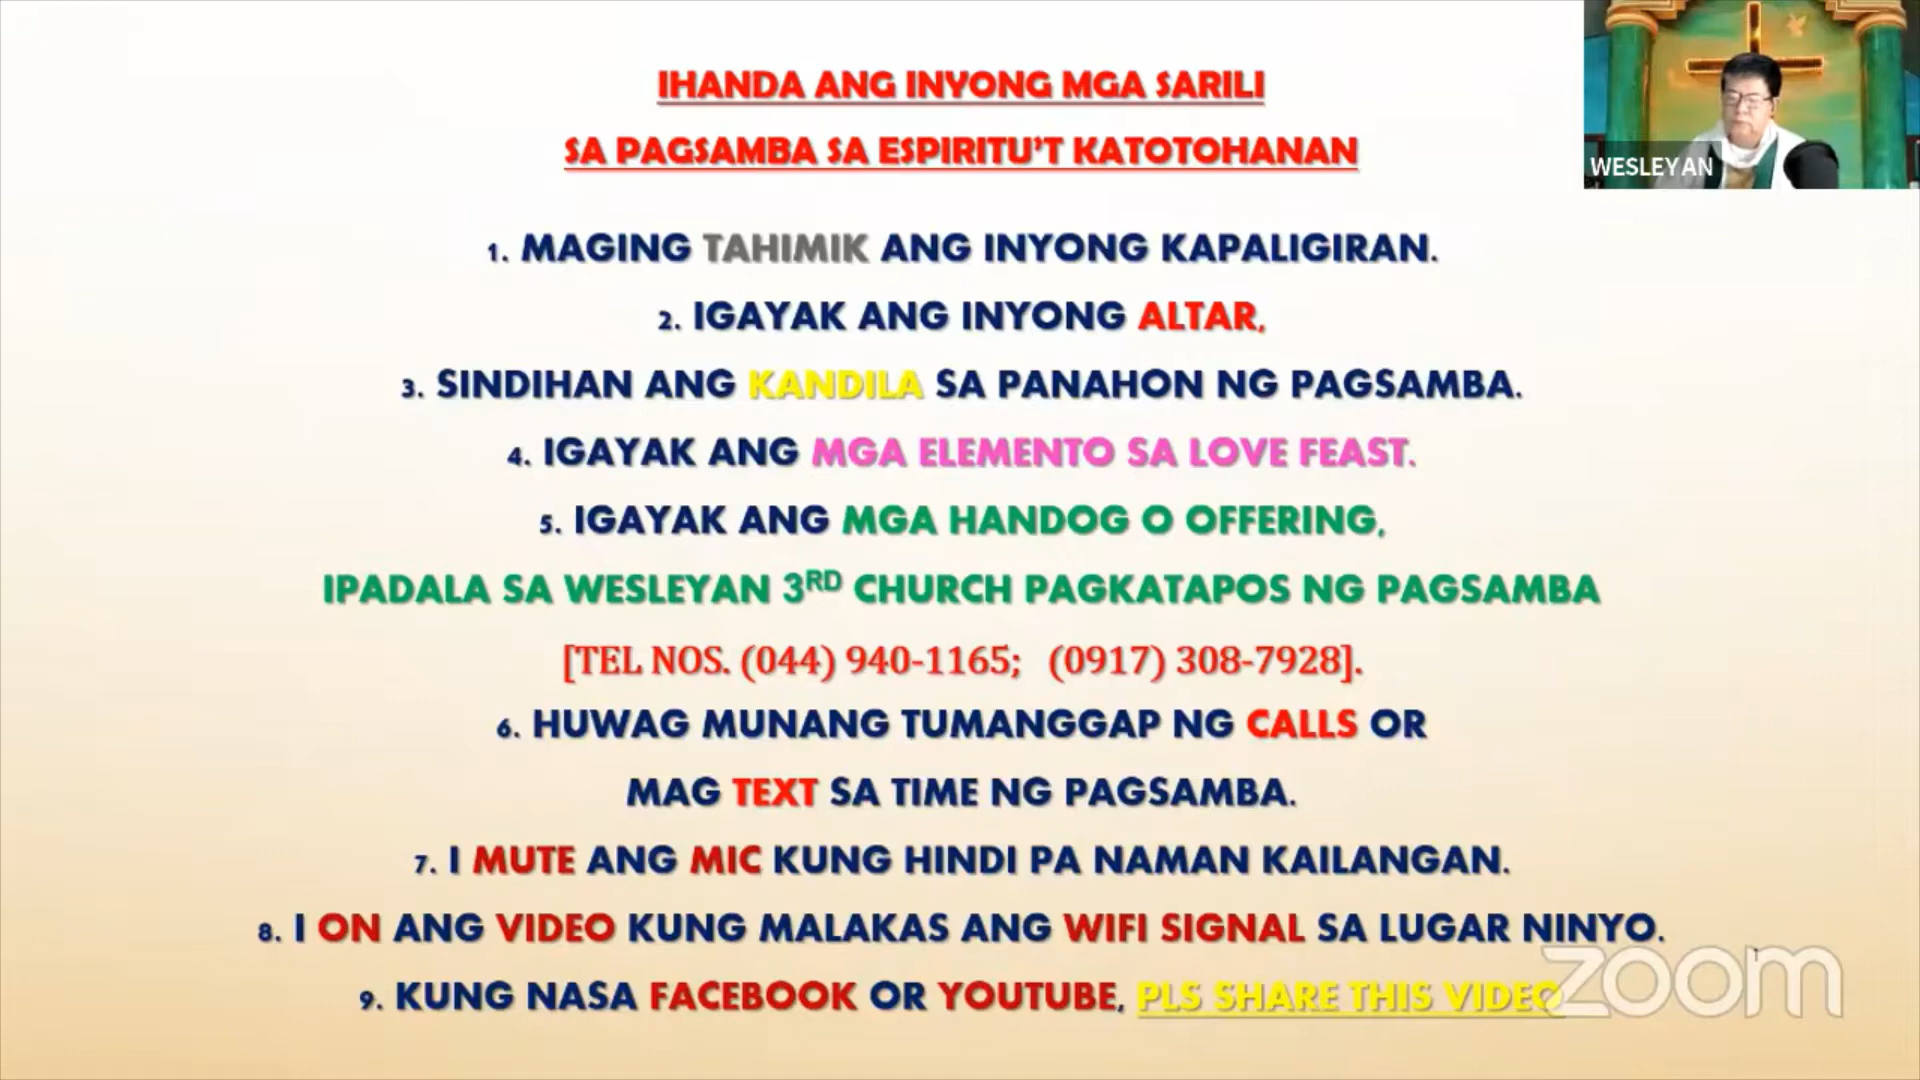 IHANDA ANG INYONG MGA SARILI
SA PAGSAMBA SA ESPIRITU'T KATOTOHANAN
WESLEYAN
1. MAGING TAHIMIK ANG INYONG KAPALIGIRAN.
2. IGAYAK ANG INYONG ALTAR,
3. SINDIHAN ANG KANDILA SA PANAHON NG PAGSAMBA.
4. IGAYAK ANG MGA ELEMENTO SA LOVE FEAST.
5. IGAYAK ANG MGA HANDOG O OFFERING,
IPADALA SA WESLEYAN 3RD CHURCH PAGKATAPOS NG PAGSAMBA
[TEL NOS. (044) 940-1165; (0917) 308-7928].
6. HUWAG MUNANG TUMANGGAP NG CALLS OR
MAG TEXT SA TIME NG PAGSAMBA.
7. I MUTE ANG MIC KUNG HINDI PA NAMAN KAILANGAN.
8. I ON ANG VIDEO KUNG MALAKAS ANG WIFI SIGNAL SA LUGAR NINYO.
9. KUNG NASA FACEBOOK OR YOUTUBE, PLS SHARE THIS VIDEO
zoom